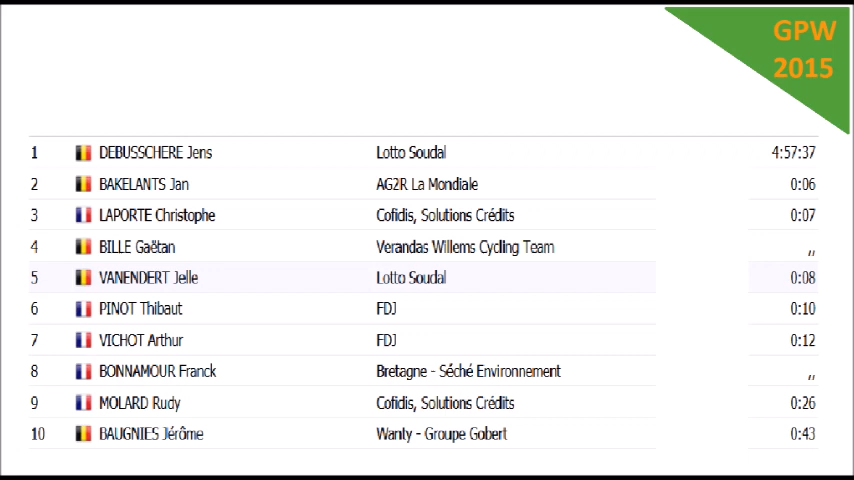 GPW
2015
1 DEBUSSCHERE Jens Lotto Soudal 4:57:37
2 BAKELANTS Jan AG2R La Mondiale 0:06
3 LAPORTE Christophe Cofidis, Solutions Crédits 0:07
4 BILLE Gaëtan Verandas Willems Cycling Team ,,
5 VANENDERT Jelle Lotto Soudal 0:08
6 PINOT Thibaut FDJ 0:10
7 VICHOT Arthur FDJ 0:12
8 BONNAMOUR Franck Bretagne - Séché Environnement ,,
9 MOLARD Rudy Cofidis, Solutions Crédits 0:26
10 BAUGNIES Jérôme Wanty - Groupe Gobert 0:43